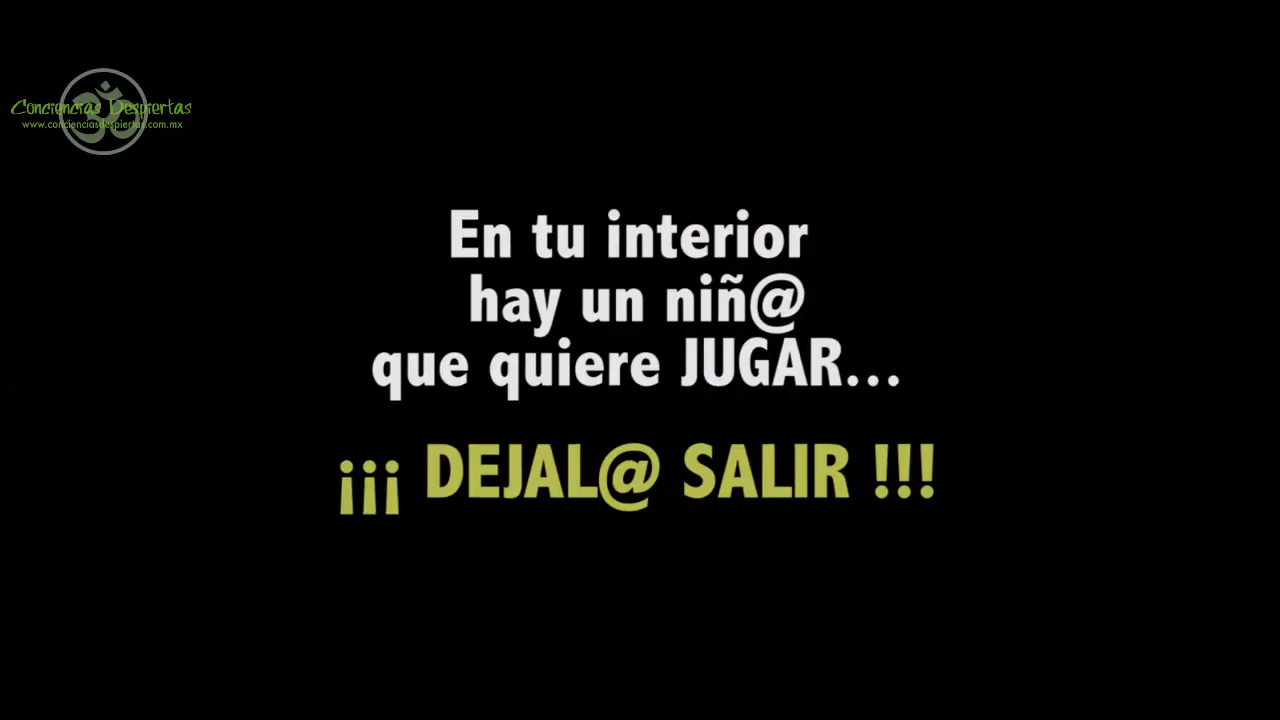 Conciencias Despiertas
www.concienciasdespiertas.com.mx
En tu interior
hay un niñ@
que quiere JUGAR...
¡¡¡ DEJAL@ SALIR !!!